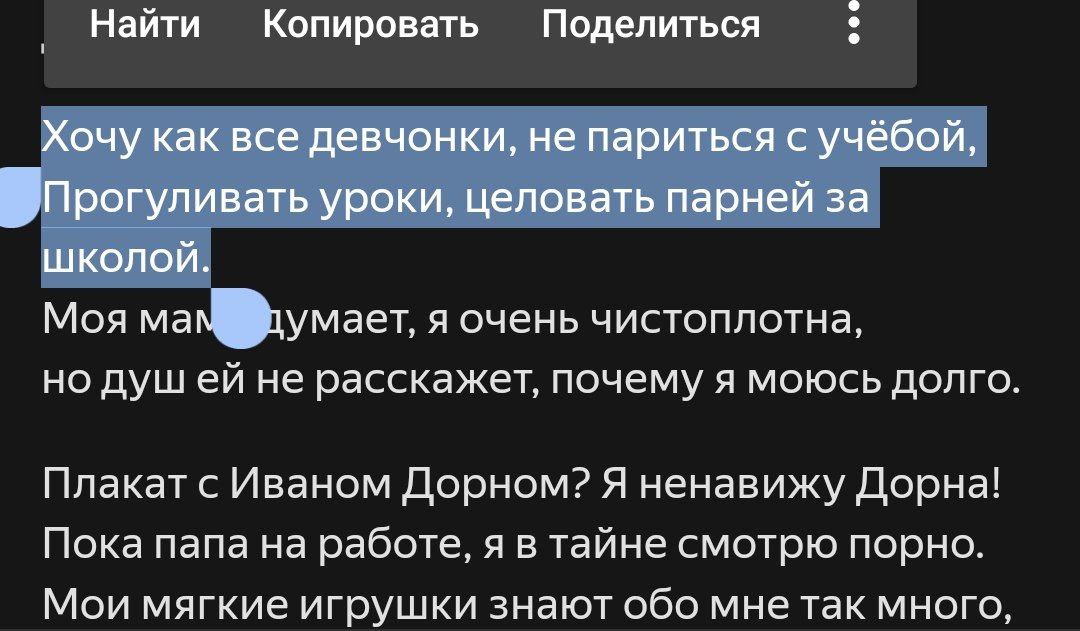 Найти Копировать Поделиться
Хочу как все девчонки, не париться с учёбой,
Прогуливать уроки, целовать парней за
школой.
Моя думает, я очень чистоплотна,
но душ ей не расскажет, почему я моюсь долго.
Плакат с Иваном Дорном? Я ненавижу Дорна!
Пока папа на работе, я в тайне смотрю порно.
Мои мягкие игрушки знают обо мне так много,